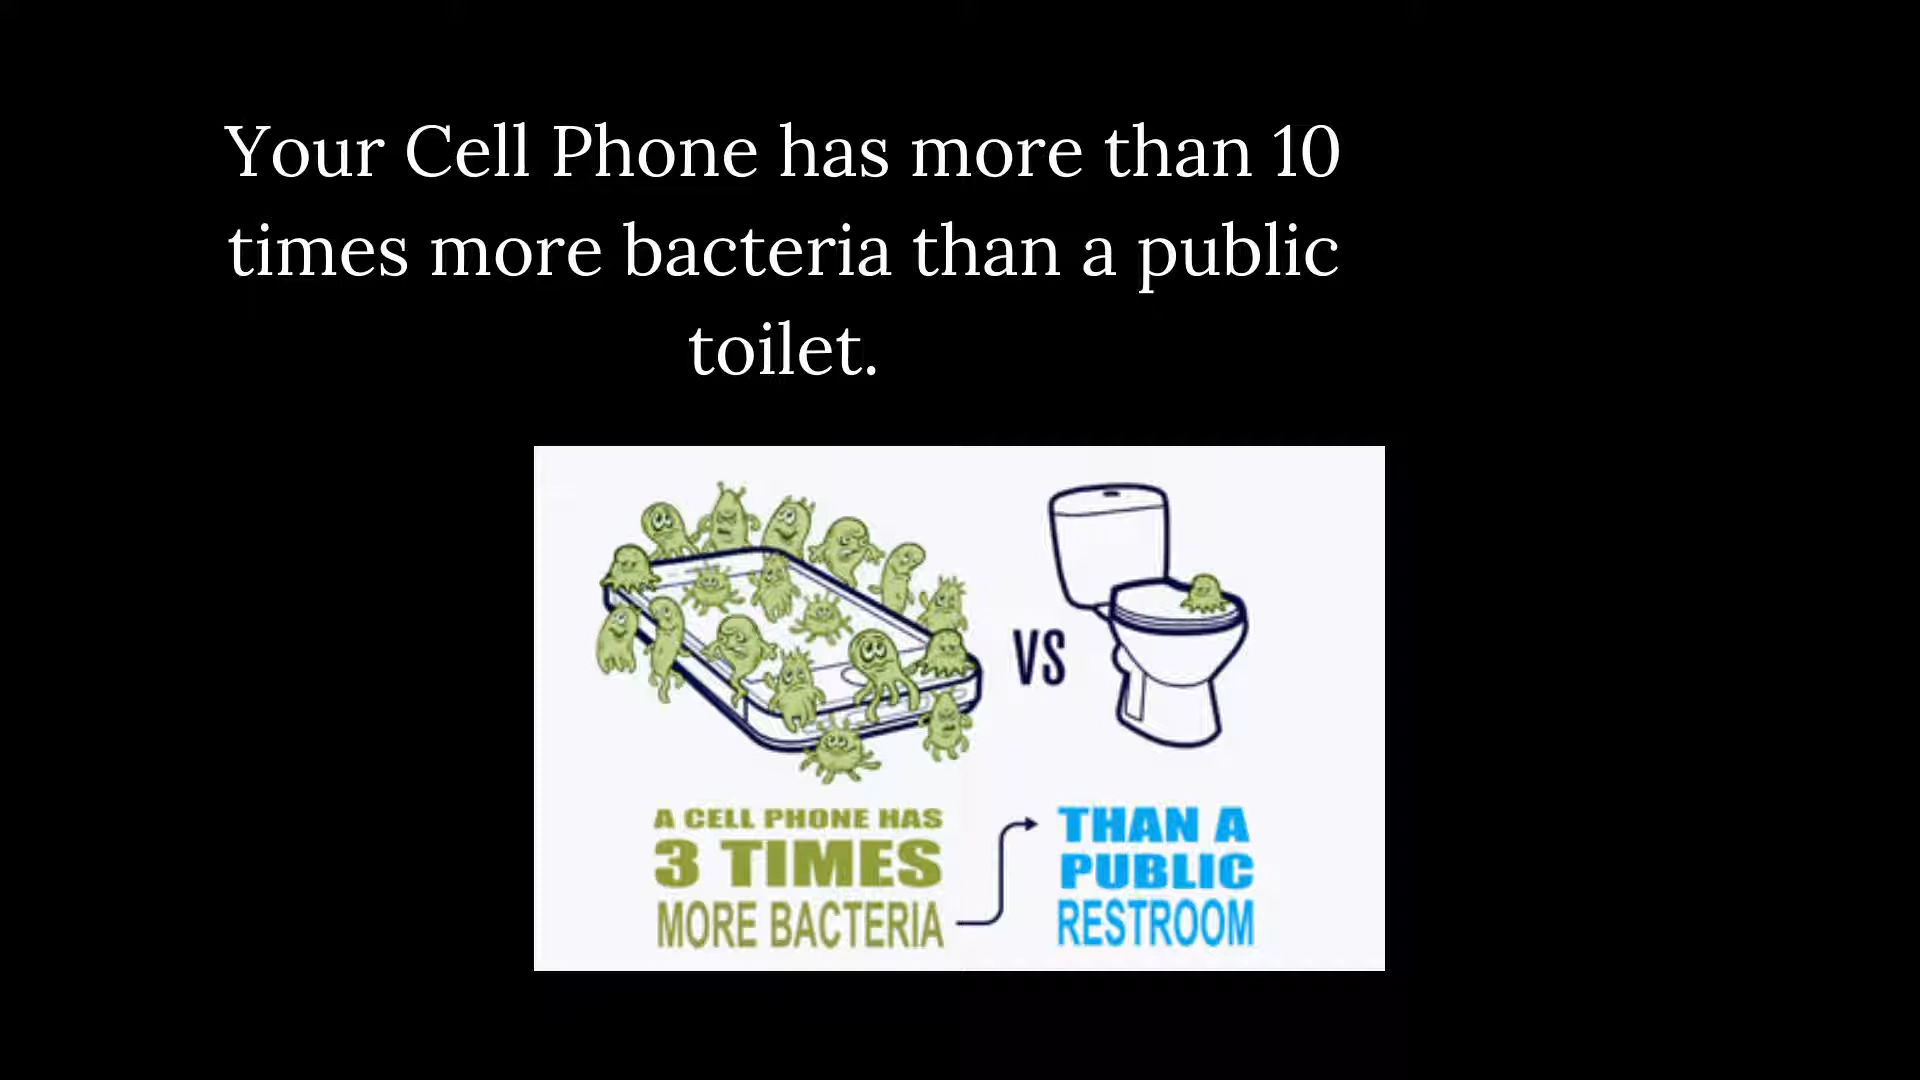 Your Cell Phone has more than 10
times more bacteria than a public
toilet.
VS
A CELL PHONE HAS
3 TIMES
MORE BACTERIA
THAN A
PUBLIC
RESTROOM